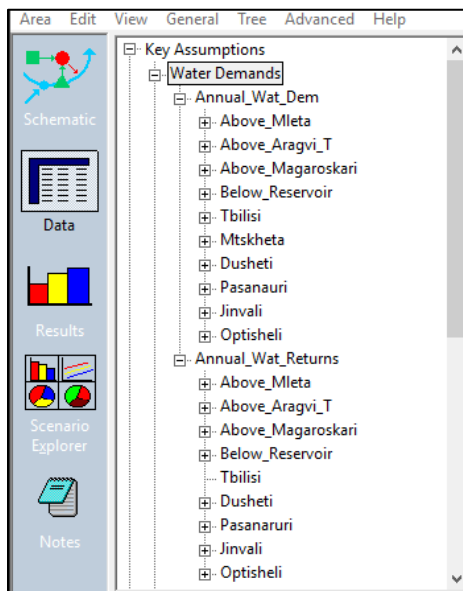 Area Edit View General Tree Advanced Help
Schematic
Data
Results
Scenario
Explorer
Notes
Key Assumptions
Water Demands
Annual_Wat_Dem
Above_Mleta
Above_Aragvi_T
Above_Magaroskari
Below_Reservoir
Tbilisi
Mtskheta
Dusheti
Pasanauri
Jinvali
Optisheli
Annual_Wat_Returns
Above_Mleta
Above_Aragvi_T
Above_Magaroskari
Below_Reservoir
Tbilisi
Dusheti
Pasanaruri
Jinvali
Optisheli